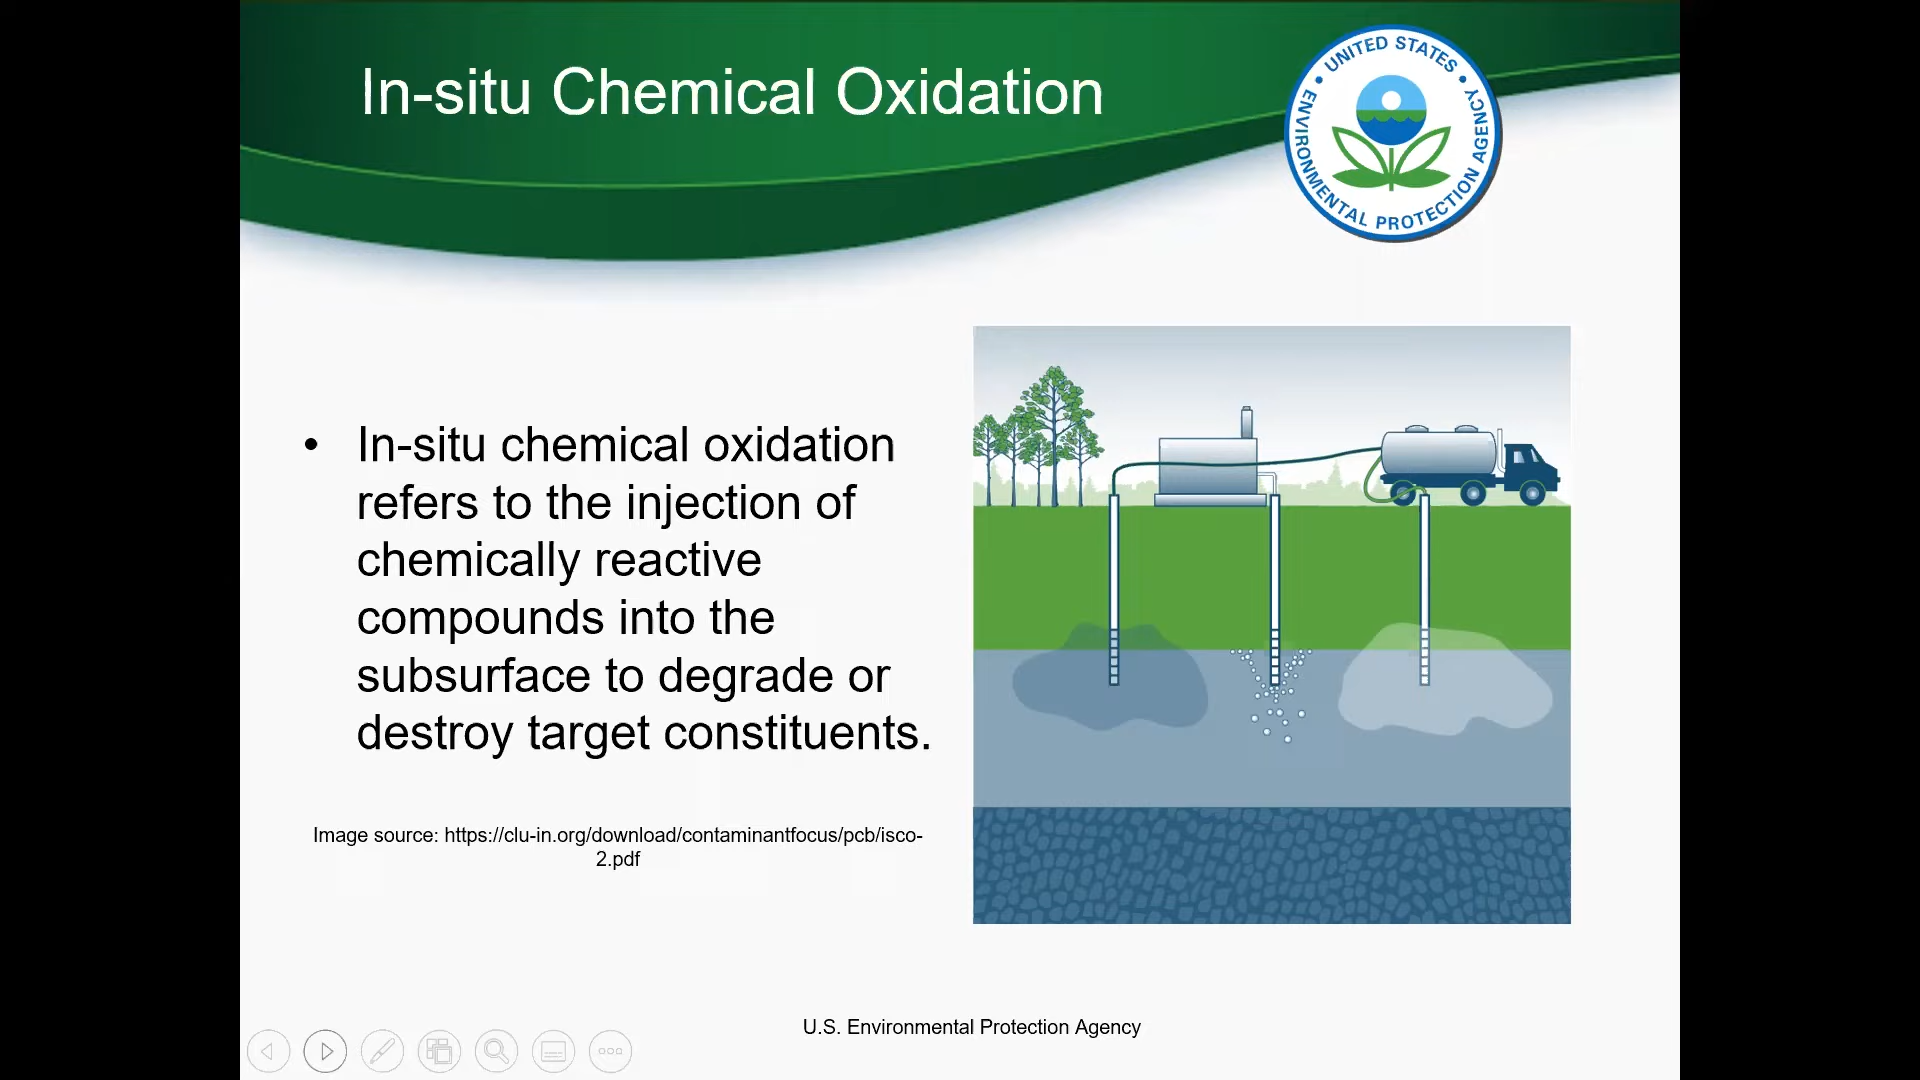 In-situ Chemical Oxidation
UNITED STATES
ENVIRONMENTAL PROTECTION AGENCY
• In-situ chemical oxidation
refers to the injection of
chemically reactive
compounds into the
subsurface to degrade or
destroy target constituents.
Image source: https://clu-in.org/download/contaminantfocus/pcb/isco-
2.pdf
U.S. Environmental Protection Agency